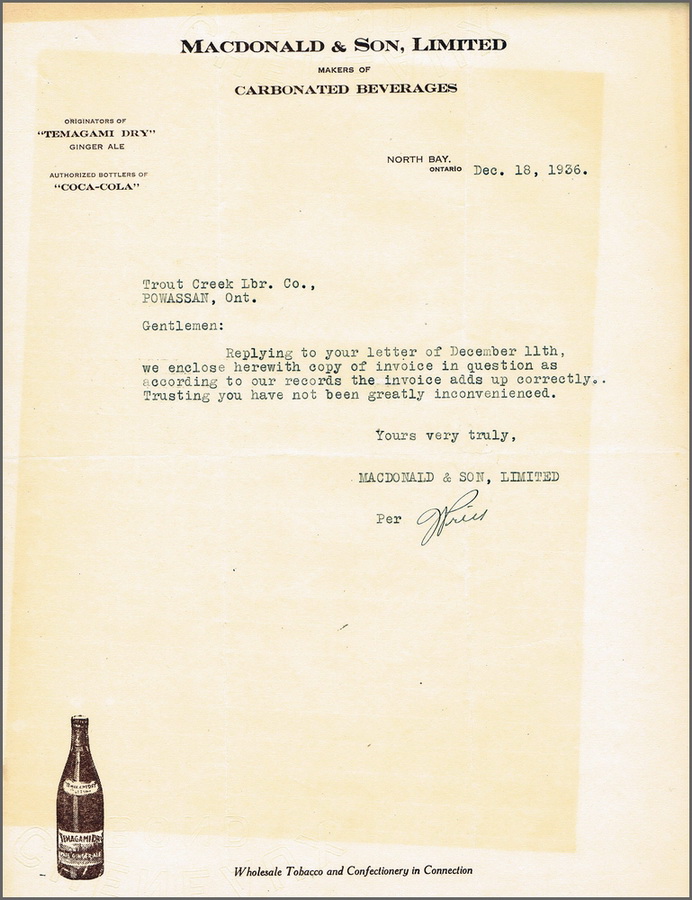 MACDONALD & SON, LIMITED
MAKERS OF
CARBONATED BEVERAGES
ORIGINATORS OF
"TEMAGAMI DRY"
GINGER ALE
AUTHORIZED BOTTLERS OF
"COCA-COLA"
NORTH BAY,
ONTARIO
Dec. 18, 1936.
Trout Creek Lbr. Co.,
POWASSAN, Ont.
Gentlemen:
Replying to your letter of December 11th,
we enclose herewith copy of invoice in question as
according to our records the invoice adds up correctly..
Trusting you have not been greatly inconvenienced.
Yours very truly,
MACDONALD & SON, LIMITED
Per
TEMAGAMI DRY
GINGER ALE
Wholesale Tobacco and Confectionery in Connection